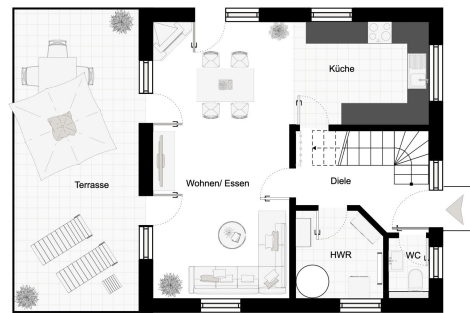 Küche
Terrasse
Wohnen/ Essen
Diele
HWR
WC